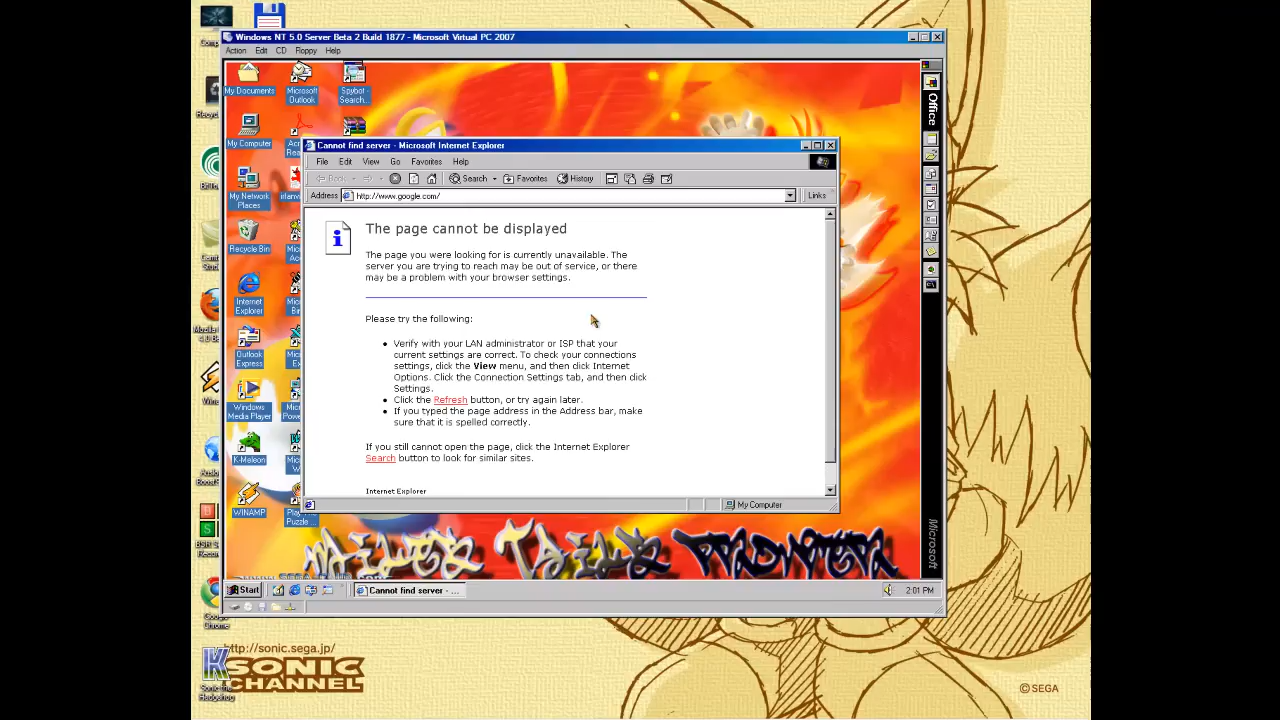 Windows NT 5.0 Server Beta 2 Build 1877 - Microsoft Virtual PC 2007
Action Edit CD Floppy Help
My Documents
Microsoft Outlook
Spybot - Search...
My Computer
My Network Places
Recycle Bin
Internet Explorer
Outlook Express
Windows Media Player
K-Meleon
WINAMP
Office
Microsoft
Cannot find server - Microsoft Internet Explorer
File Edit View Go Favorites Help
Back Search Favorites History
Address http://www.google.com/ Links
The page cannot be displayed
The page you were looking for is currently unavailable. The
server you are trying to reach may be out of service, or there
may be a problem with your browser settings.
Please try the following:
Verify with your LAN administrator or ISP that your
current settings are correct. To check your connections
settings, click the View menu, and then click Internet
Options. Click the Connection Settings tab, and then click
Settings.
Click the Refresh button, or try again later.
If you typed the page address in the Address bar, make
sure that it is spelled correctly.
If you still cannot open the page, click the Internet Explorer
Search button to look for similar sites.
Internet Explorer
My Computer
MILES TAILS PROWER
Start Cannot find server - ... 2:01 PM
Google Chrome
http://sonic.sega.jp/
SONIC
CHANNEL
Hedgehog
©SEGA